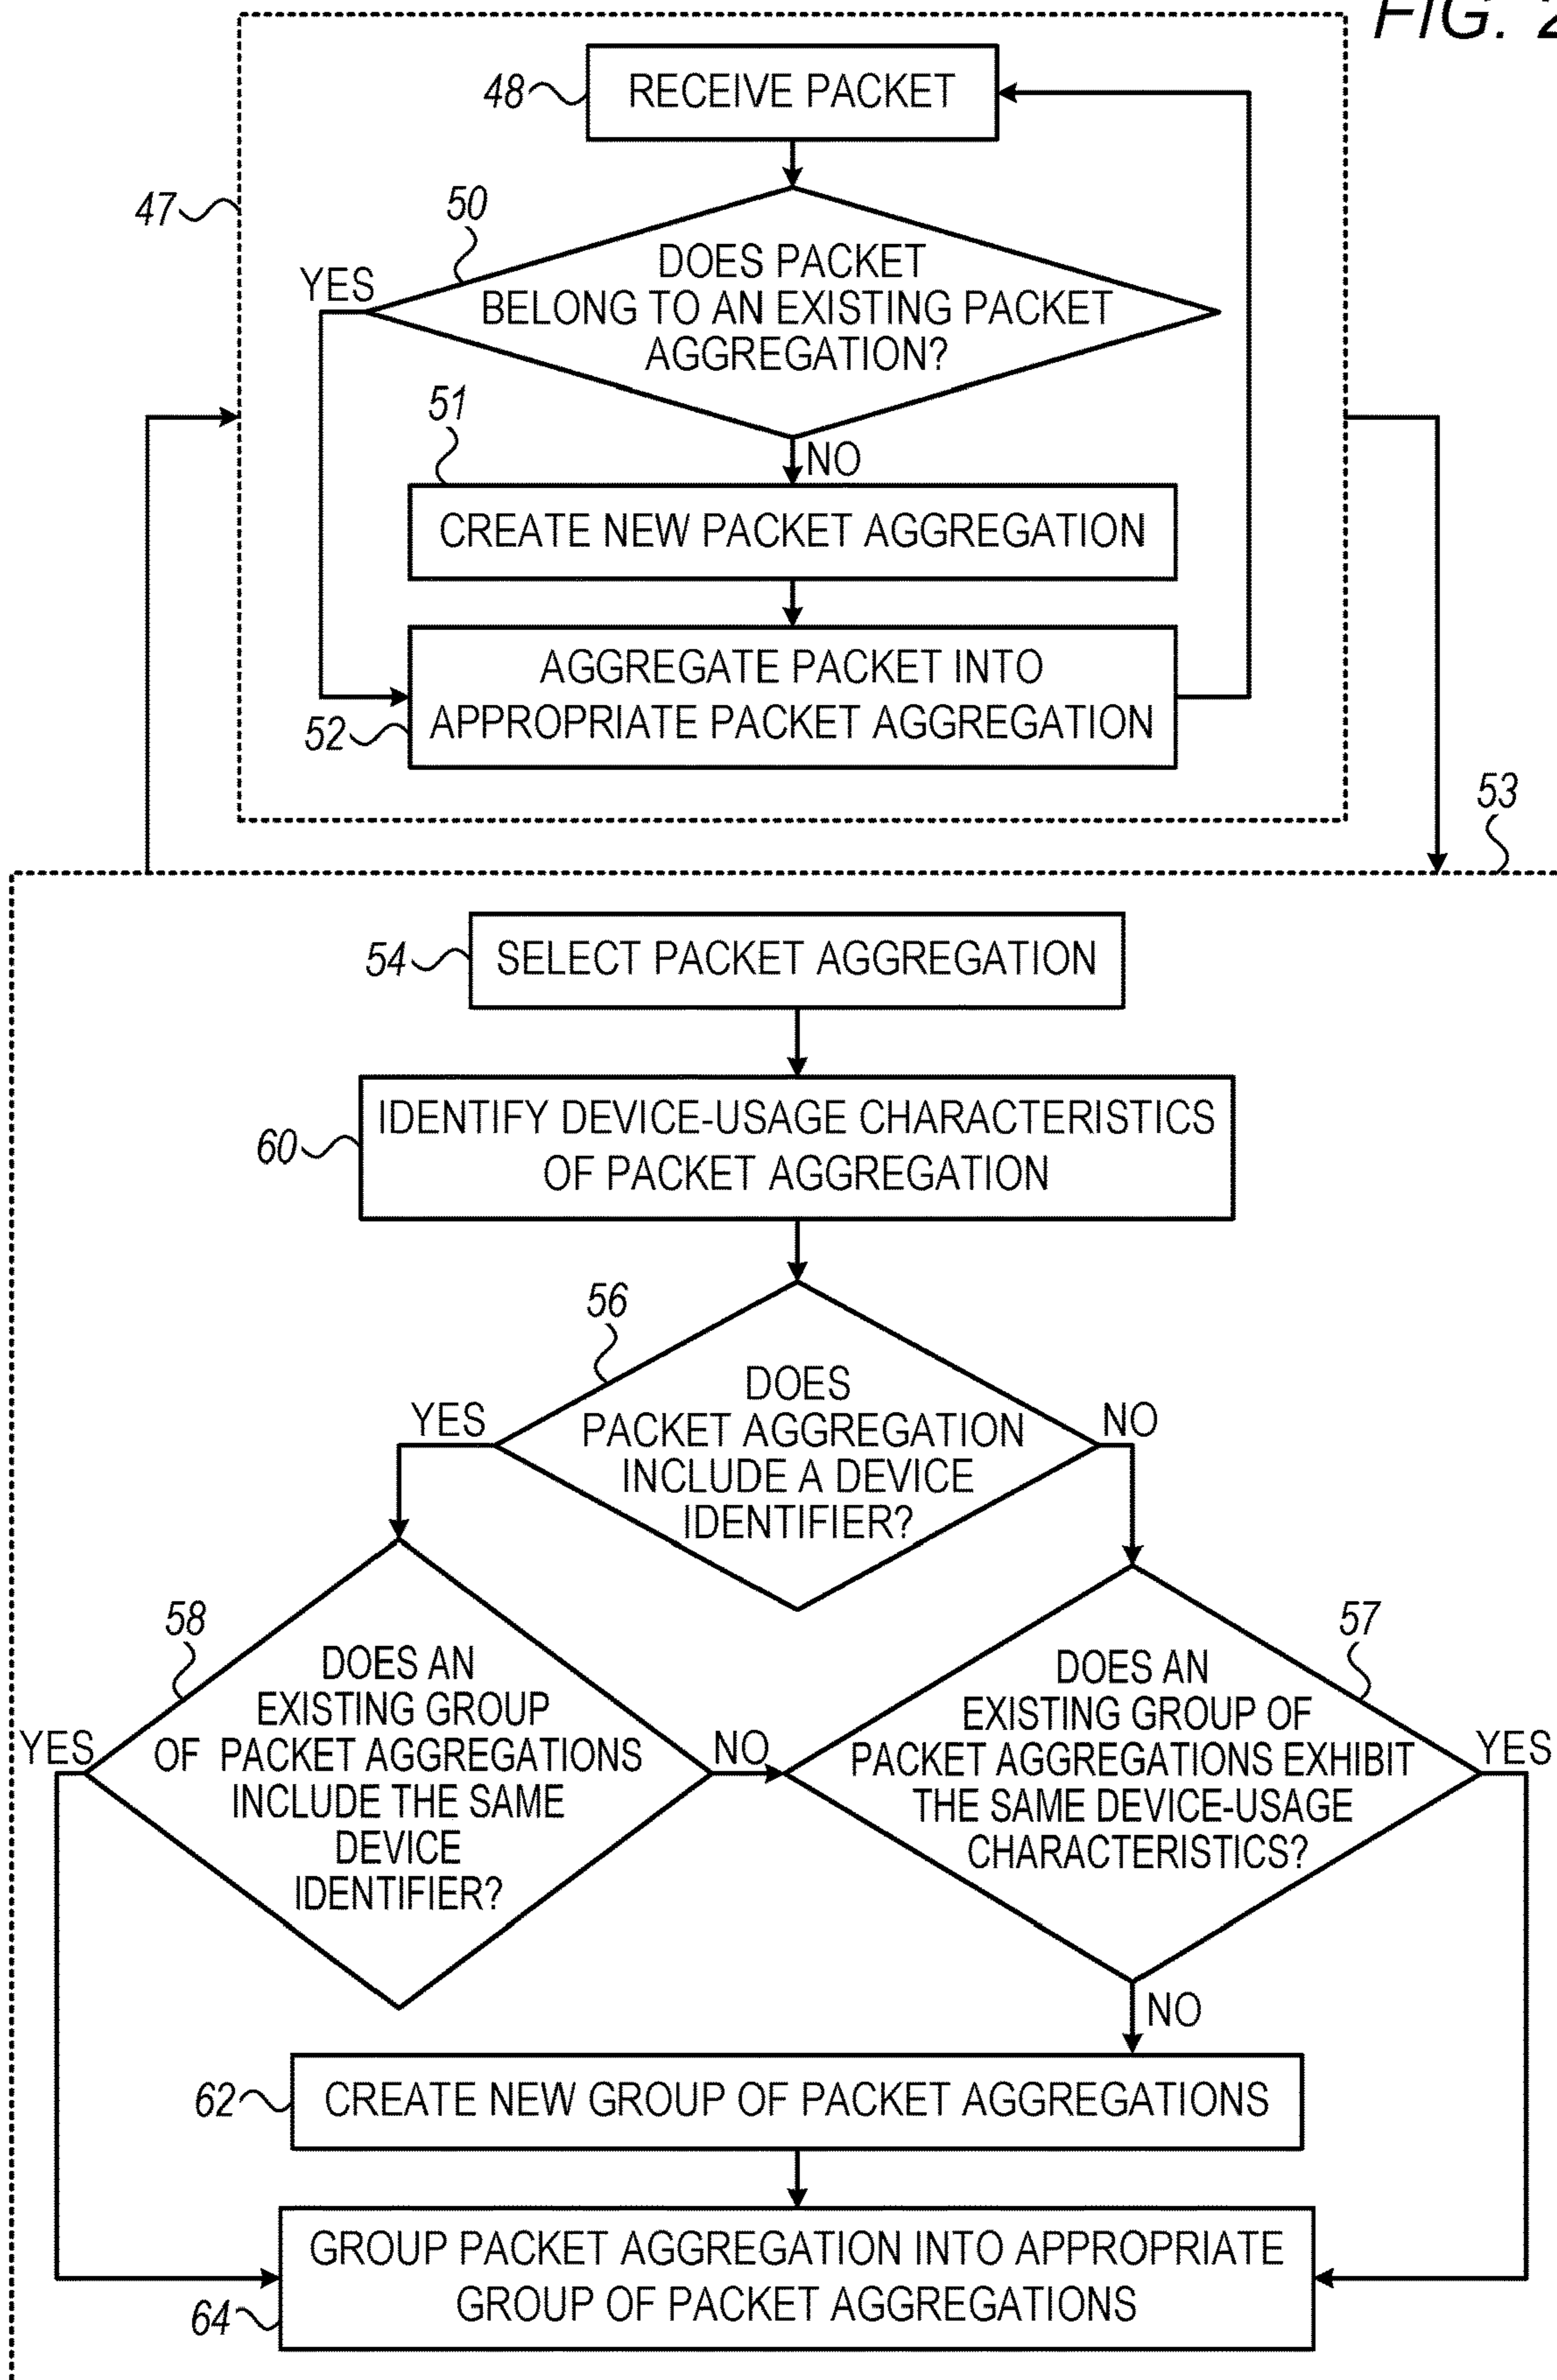 FIG. 2
48
RECEIVE PACKET
47
50
YES
DOES PACKET
BELONG TO AN EXISTING PACKET
AGGREGATION?
51
NO
CREATE NEW PACKET AGGREGATION
AGGREGATE PACKET INTO
APPROPRIATE PACKET AGGREGATION
52
53
54
SELECT PACKET AGGREGATION
60
IDENTIFY DEVICE-USAGE CHARACTERISTICS
OF PACKET AGGREGATION
56
YES
DOES
PACKET AGGREGATION
INCLUDE A DEVICE
IDENTIFIER?
NO
58
YES
DOES AN
EXISTING GROUP
OF PACKET AGGREGATIONS
INCLUDE THE SAME
DEVICE
IDENTIFIER?
NO
57
DOES AN
EXISTING GROUP OF
PACKET AGGREGATIONS EXHIBIT
THE SAME DEVICE-USAGE
CHARACTERISTICS?
YES
NO
62
CREATE NEW GROUP OF PACKET AGGREGATIONS
GROUP PACKET AGGREGATION INTO APPROPRIATE
GROUP OF PACKET AGGREGATIONS
64